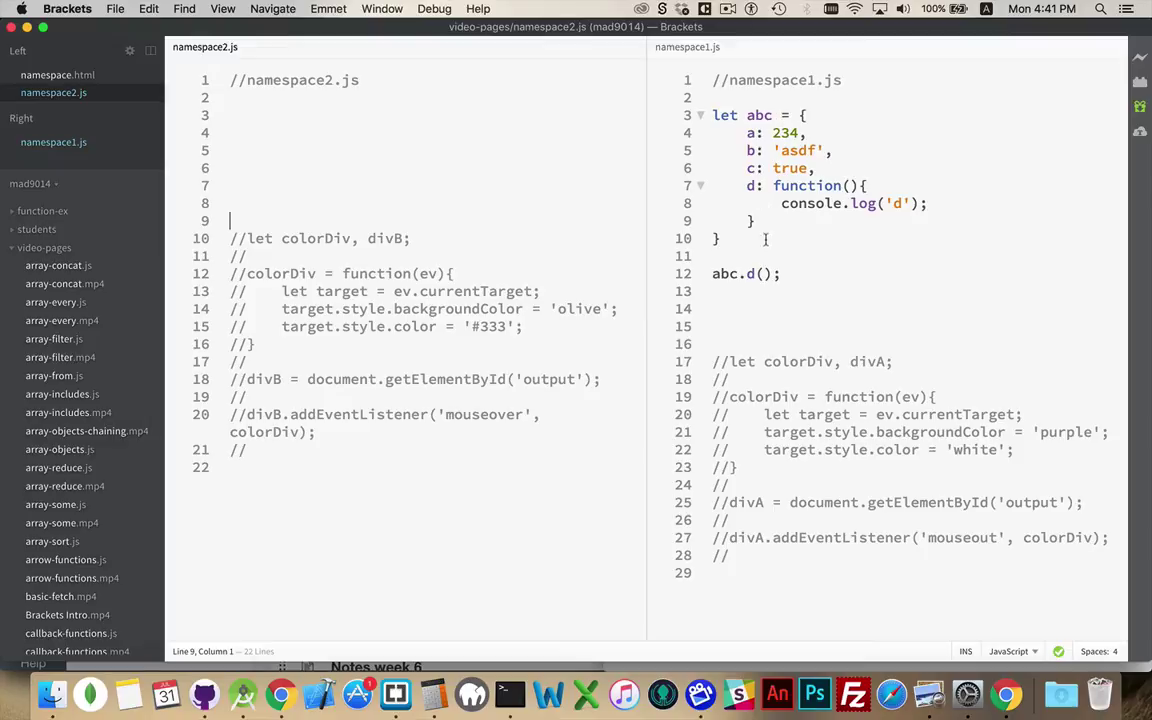 Brackets File Edit Find View Navigate Emmet Window Debug Help 100% Mon 4:41 PM
video-pages/namespace2.js (mad9014) — Brackets
Left
namespace.html
namespace2.js
Right
namespace1.js
mad9014
function-ex
students
video-pages
array-concat.js
array-concat.mp4
array-every.js
array-every.mp4
array-filter.js
array-filter.mp4
array-from.js
array-includes.js
array-includes.mp4
array-objects-chaining.mp4
array-objects.js
array-reduce.js
array-reduce.mp4
array-some.js
array-some.mp4
array-sort.js
arrow-functions.js
arrow-functions.mp4
basic-fetch.mp4
Brackets Intro.mp4
callback-functions.js
callback-functions.mp4
Help
namespace2.js
1 //namespace2.js
2
3
4
5
6
7
8
9
10 //let colorDiv, divB;
11 //
12 //colorDiv = function(ev){
13 // let target = ev.currentTarget;
14 // target.style.backgroundColor = 'olive';
15 // target.style.color = '#333';
16 //}
17 //
18 //divB = document.getElementById('output');
19 //
20 //divB.addEventListener('mouseover',
colorDiv);
21 //
22
namespace1.js
1 //namespace1.js
2
3 let abc = {
4 a: 234,
5 b: 'asdf',
6 c: true,
7 d: function(){
8 console.log('d');
9 }
10 }
11
12 abc.d();
13
14
15
16
17 //let colorDiv, divA;
18 //
19 //colorDiv = function(ev){
20 // let target = ev.currentTarget;
21 // target.style.backgroundColor = 'purple';
22 // target.style.color = 'white';
23 //}
24 //
25 //divA = document.getElementById('output');
26 //
27 //divA.addEventListener('mouseout', colorDiv);
28 //
29
Line 9, Column 1 — 22 Lines
INS JavaScript Spaces: 4
Notes week 6